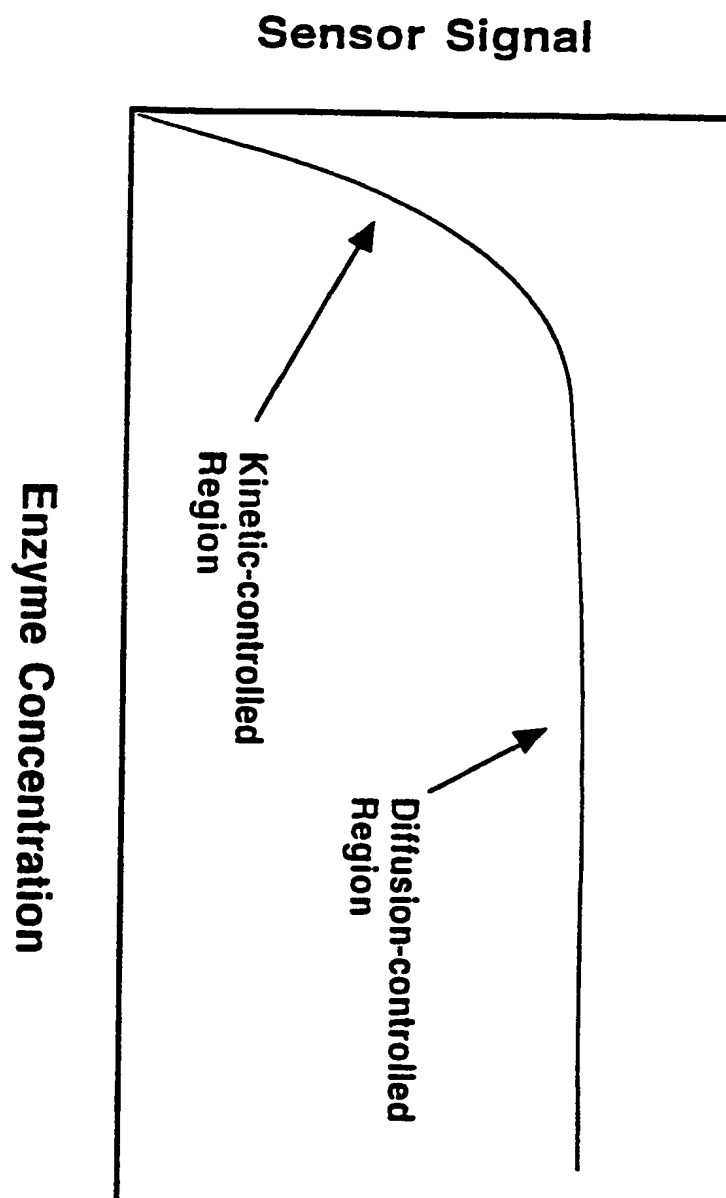 Sensor Signal
Kinetic-controlled
Region
Diffusion-controlled
Region
Enzyme Concentration